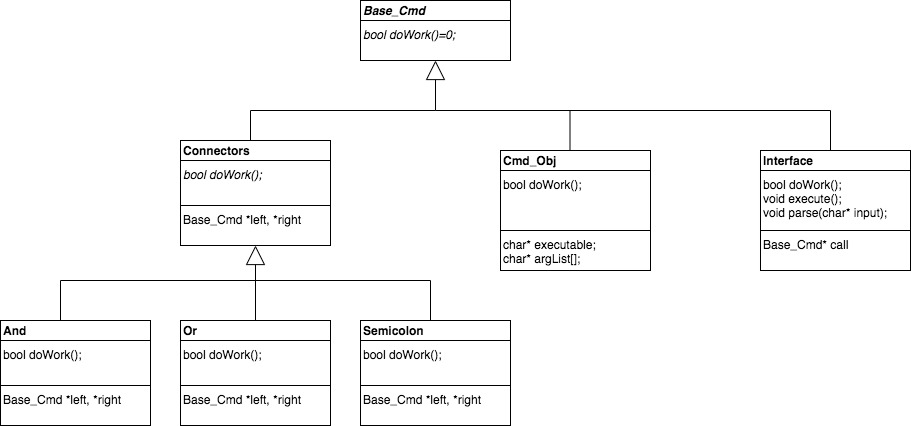 Base_Cmd
bool doWork()=0;
Connectors
bool doWork();
Base_Cmd *left, *right
Cmd_Obj
bool doWork();
char* executable;
char* argList[];
Interface
bool doWork();
void execute();
void parse(char* input);
Base_Cmd* call
And
bool doWork();
Base_Cmd *left, *right
Or
bool doWork();
Base_Cmd *left, *right
Semicolon
bool doWork();
Base_Cmd *left, *right